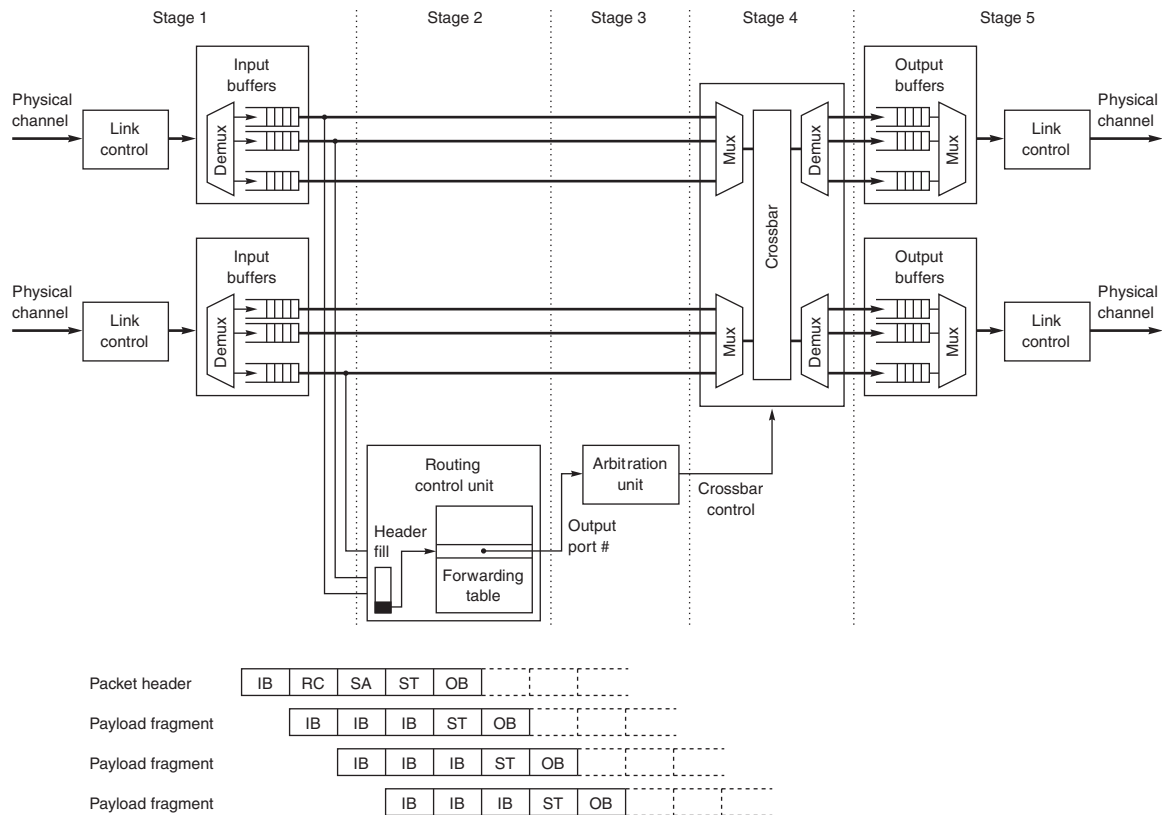 Stage 1
Stage 2
Stage 3
Stage 4
Stage 5
Physical
channel
Link
control
Input
buffers
Demux
Mux
Crossbar
Demux
Output
buffers
Mux
Link
control
Physical
channel
Physical
channel
Link
control
Input
buffers
Demux
Mux
Demux
Output
buffers
Mux
Link
control
Physical
channel
Routing
control unit
Header
fill
Forwarding
table
Output
port #
Arbitration
unit
Crossbar
control
Packet header IB RC SA ST OB
Payload fragment IB IB IB ST OB
Payload fragment IB IB IB ST OB
Payload fragment IB IB IB ST OB